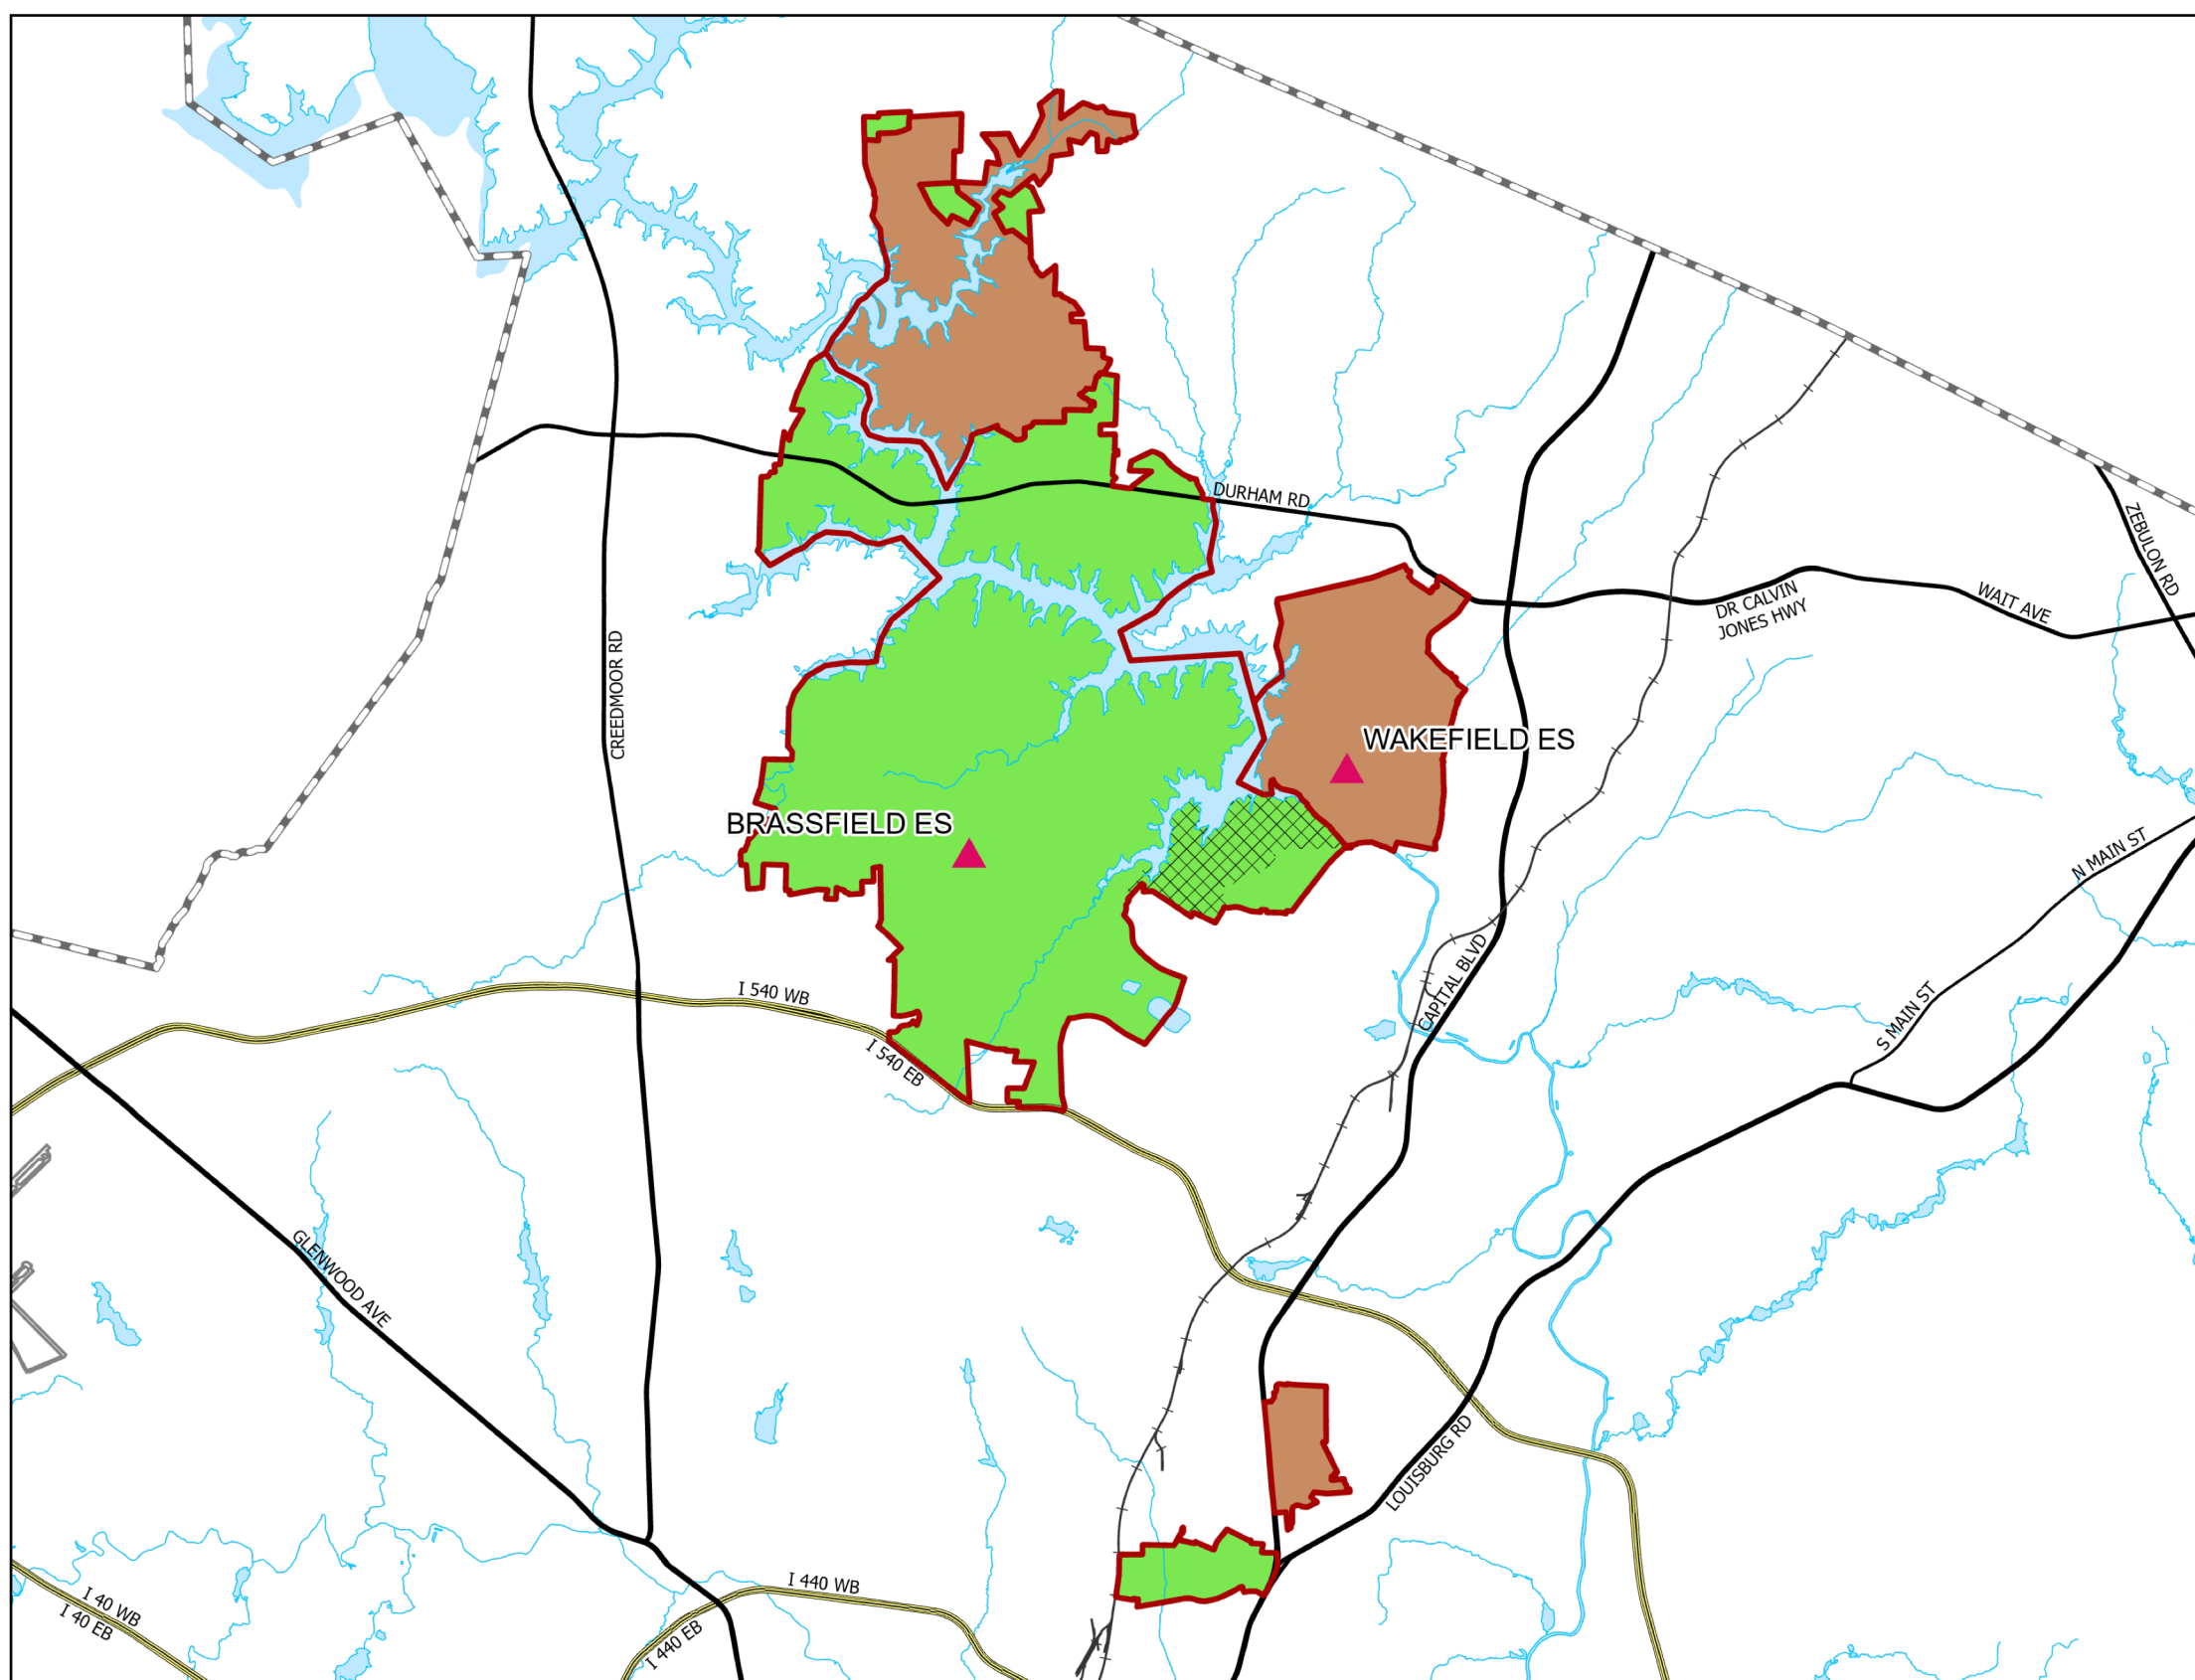 DURHAM RD
ZEBULON RD
DR CALVIN
JONES HWY
WAIT AVE
CREEDMOOR RD
WAKEFIELD ES
BRASSFIELD ES
N MAIN ST
CAPITAL BLVD
I 540 WB
S MAIN ST
I 540 EB
GLENWOOD AVE
LOUISBURG RD
I 440 WB
I 40 WB
I 40 EB
I 440 EB